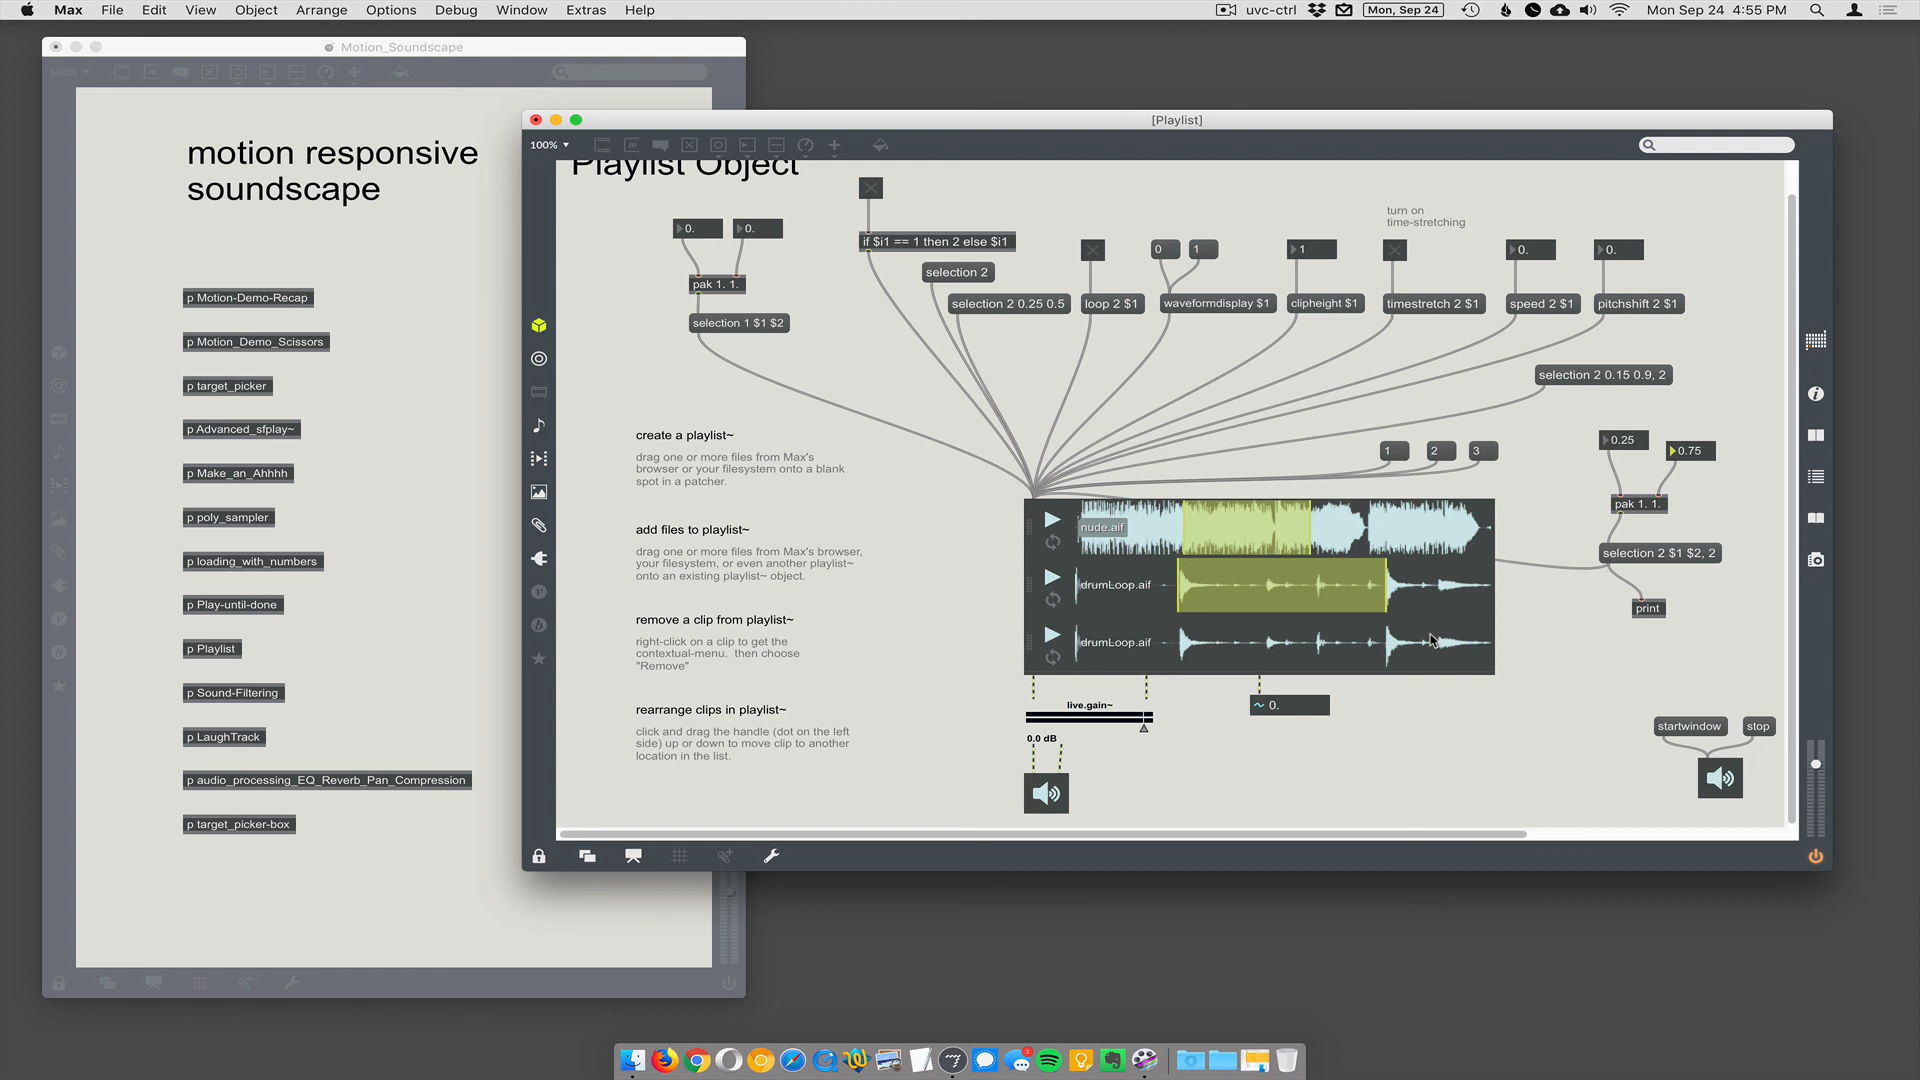 Max File Edit View Object Arrange Options Debug Window Extras Help
uvc-ctrl Mon, Sep 24 Mon Sep 24 4:55 PM
Motion_Soundscape
100%
motion responsive
soundscape
p Motion-Demo-Recap
p Motion_Demo_Scissors
p target_picker
p Advanced_sfplay~
p Make_an_Ahhhh
p poly_sampler
p loading_with_numbers
p Play-until-done
p Playlist
p Sound-Filtering
p LaughTrack
p audio_processing_EQ_Reverb_Pan_Compression
p target_picker-box
[Playlist]
100%
Playlist Object
turn on
time-stretching
0. 0.
if $i1 == 1 then 2 else $i1
0 1 1 0. 0.
selection 2
pak 1. 1.
selection 2 0.25 0.5 loop 2 $1 waveformdisplay $1 clipheight $1 timestretch 2 $1 speed 2 $1 pitchshift 2 $1
selection 1 $1 $2
selection 2 0.15 0.9, 2
create a playlist~
drag one or more files from Max's
browser or your filesystem onto a blank
spot in a patcher.
1 2 3
0.25 0.75
pak 1. 1.
selection 2 $1 $2, 2
print
add files to playlist~
drag one or more files from Max's browser,
your filesystem, or even another playlist~
onto an existing playlist~ object.
nude.aif
drumLoop.aif
drumLoop.aif
remove a clip from playlist~
right-click on a clip to get the
contextual-menu. then choose
"Remove"
rearrange clips in playlist~
click and drag the handle (dot on the left
side) up or down to move clip to another
location in the list.
live.gain~
0.0 dB
~ 0.
startwindow stop
2